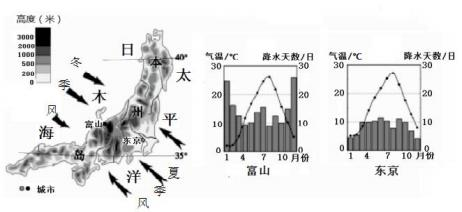 高度（米）
3000
2000
1000
500
200
0
日
本
太
平
洋
冬
季
风
木
州
海
岛
富山
东京
40°
35°
夏
季
风
城市
气温/℃ 降水天数/日
30 30
20 20
10 10
0 0
1 4 7 10 月份
富山
气温/℃ 降水天数/日
30 30
20 20
10 10
0 0
1 4 7 10 月份
东京